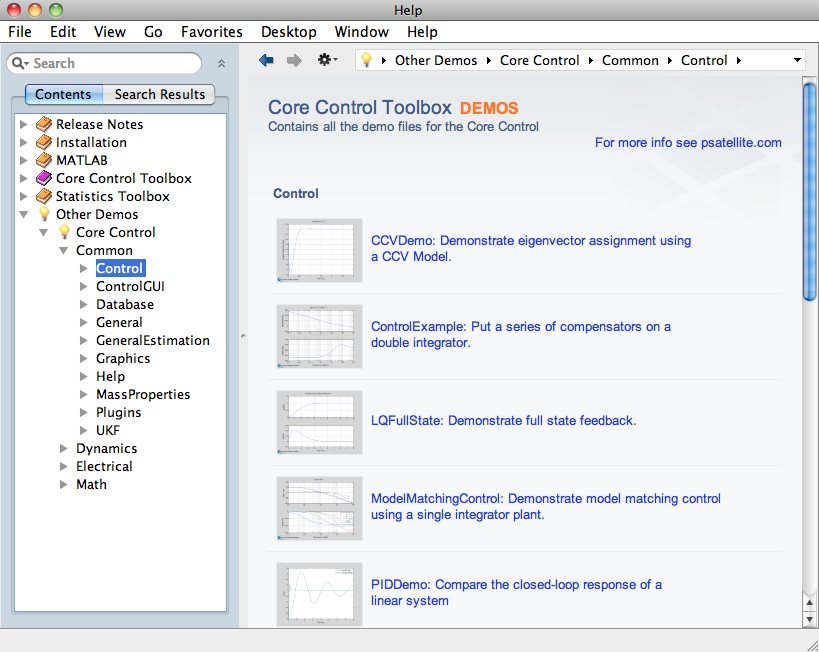 Help
File Edit View Go Favorites Desktop Window Help
Search
Other Demos Core Control Common Control
Contents Search Results
Release Notes
Installation
MATLAB
Core Control Toolbox
Statistics Toolbox
Other Demos
Core Control
Common
Control
ControlGUI
Database
General
GeneralEstimation
Graphics
Help
MassProperties
Plugins
UKF
Dynamics
Electrical
Math
Core Control Toolbox DEMOS
Contains all the demo files for the Core Control
For more info see psatellite.com
Control
CCVDemo: Demonstrate eigenvector assignment using
a CCV Model.
ControlExample: Put a series of compensators on a
double integrator.
LQFullState: Demonstrate full state feedback.
ModelMatchingControl: Demonstrate model matching control
using a single integrator plant.
PIDDemo: Compare the closed-loop response of a
linear system